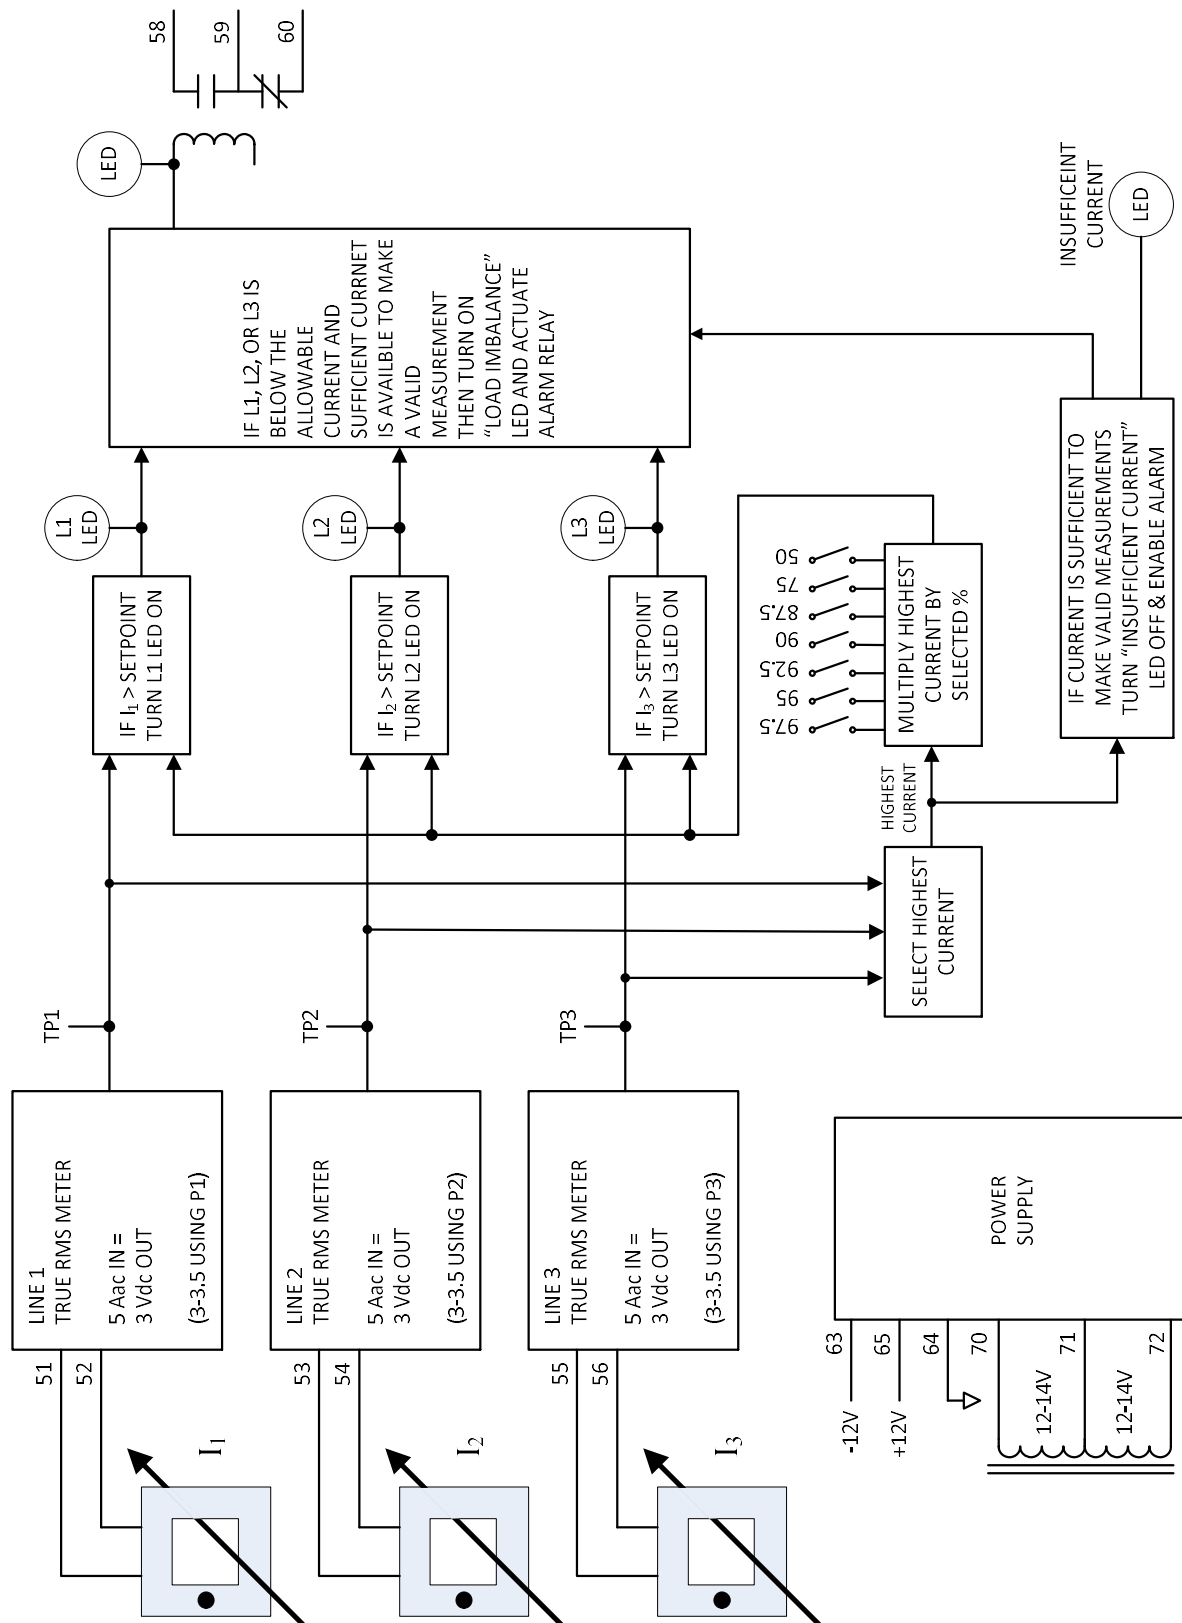 LINE 1
TRUE RMS METER
5 Aac IN =
3 Vdc OUT
(3-3.5 USING P1)
51
52
I1
TP1
IF I1 > SETPOINT
TURN L1 LED ON
L1
LED
LINE 2
TRUE RMS METER
5 Aac IN =
3 Vdc OUT
(3-3.5 USING P2)
53
54
I2
TP2
IF I2 > SETPOINT
TURN L2 LED ON
L2
LED
LINE 3
TRUE RMS METER
5 Aac IN =
3 Vdc OUT
(3-3.5 USING P3)
55
56
I3
TP3
IF I3 > SETPOINT
TURN L3 LED ON
L3
LED
IF L1, L2, OR L3 IS
BELOW THE
ALLOWABLE
CURRENT AND
SUFFICIENT CURRNET
IS AVAILBLE TO MAKE
A VALID
MEASUREMENT
THEN TURN ON
“LOAD IMBALANCE”
LED AND ACTUATE
ALARM RELAY
LED
58
59
60
SELECT HIGHEST
CURRENT
HIGHEST
CURRENT
97.5
95
92.5
90
87.5
75
50
MULTIPLY HIGHEST
CURRENT BY
SELECTED %
IF CURRENT IS SUFFICIENT TO
MAKE VALID MEASUREMENTS
TURN “INSUFFICIENT CURRENT”
LED OFF & ENABLE ALARM
INSUFFICEINT
CURRENT
LED
POWER
SUPPLY
-12V
63
+12V
65
64
70
12-14V
71
12-14V
72